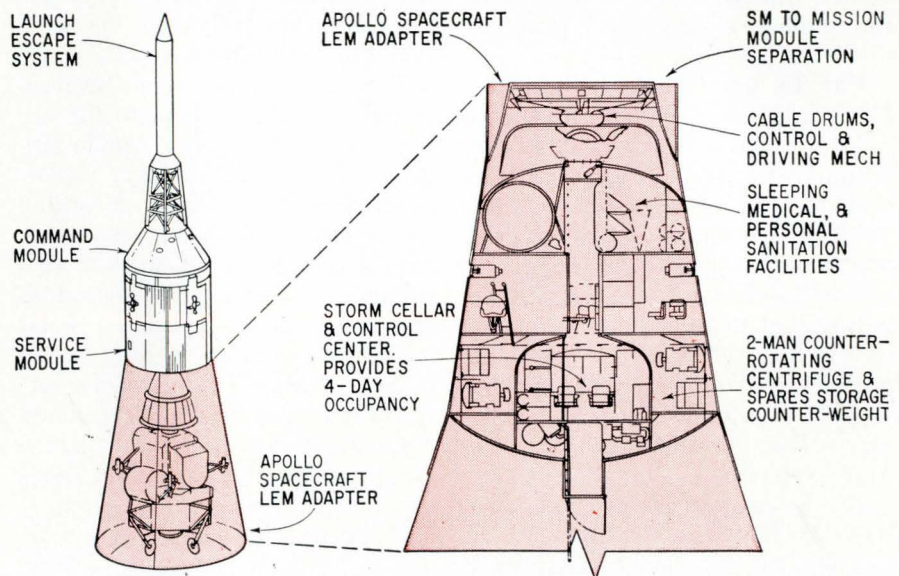 LAUNCH
ESCAPE
SYSTEM
COMMAND
MODULE
SERVICE
MODULE
APOLLO
SPACECRAFT
LEM ADAPTER
APOLLO SPACECRAFT
LEM ADAPTER
SM TO MISSION
MODULE
SEPARATION
CABLE DRUMS,
CONTROL &
DRIVING MECH
SLEEPING
MEDICAL, &
PERSONAL
SANITATION
FACILITIES
STORM CELLAR
& CONTROL
CENTER.
PROVIDES
4-DAY
OCCUPANCY
2-MAN COUNTER-
ROTATING
CENTRIFUGE &
SPARES STORAGE
COUNTER-WEIGHT